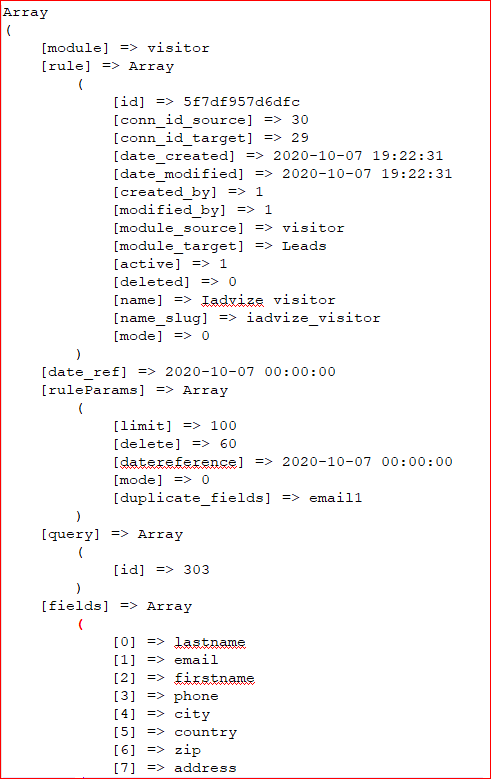 Array
(
    [module] => visitor
    [rule] => Array
        (
            [id] => 5f7df957d6dfc
            [conn_id_source] => 30
            [conn_id_target] => 29
            [date_created] => 2020-10-07 19:22:31
            [date_modified] => 2020-10-07 19:22:31
            [created_by] => 1
            [modified_by] => 1
            [module_source] => visitor
            [module_target] => Leads
            [active] => 1
            [deleted] => 0
            [name] => Iadvize visitor
            [name_slug] => iadvize_visitor
            [mode] => 0
        )
    [date_ref] => 2020-10-07 00:00:00
    [ruleParams] => Array
        (
            [limit] => 100
            [delete] => 60
            [datereference] => 2020-10-07 00:00:00
            [mode] => 0
            [duplicate_fields] => email1
        )
    [query] => Array
        (
            [id] => 303
        )
    [fields] => Array
        (
            [0] => lastname
            [1] => email
            [2] => firstname
            [3] => phone
            [4] => city
            [5] => country
            [6] => zip
            [7] => address